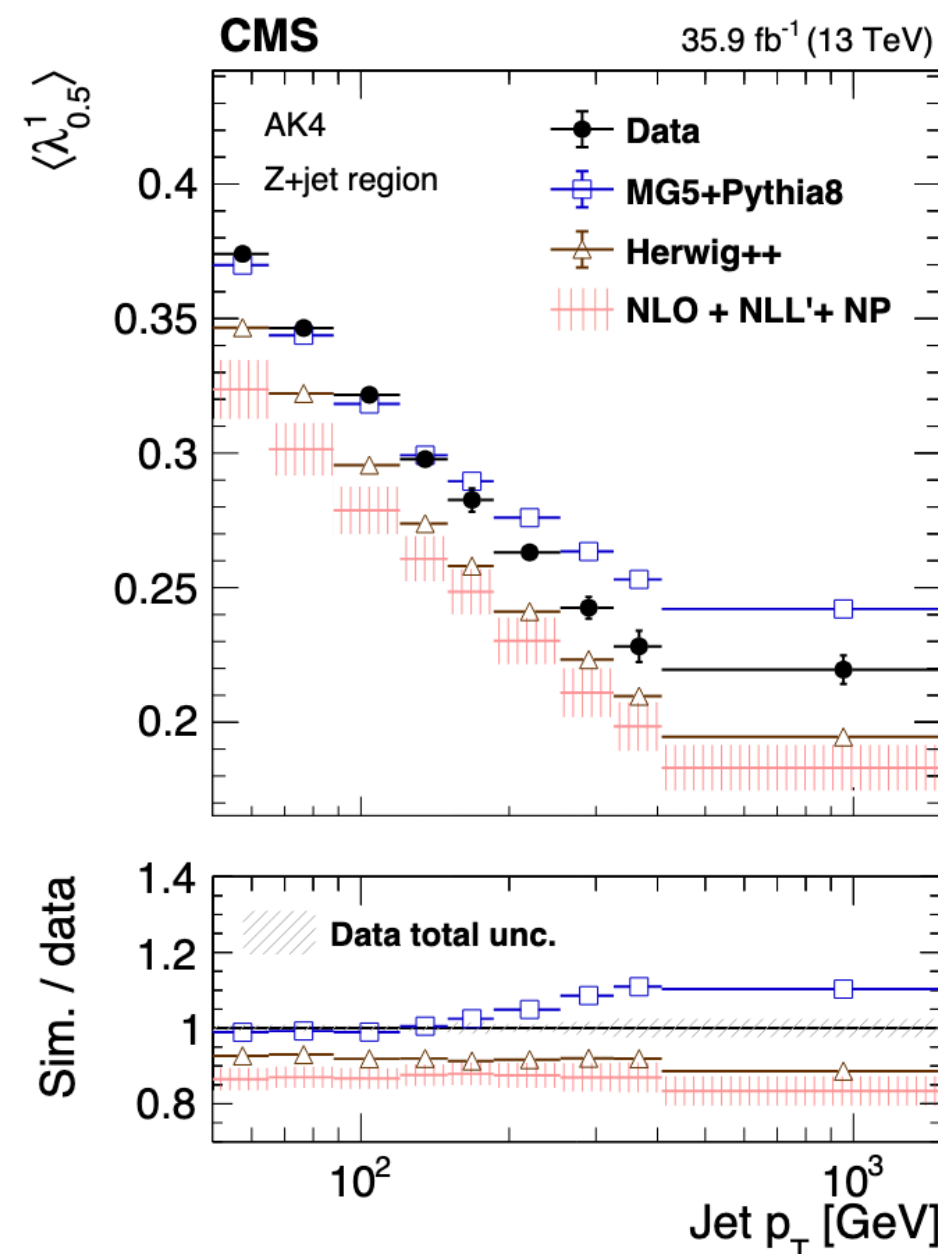 CMS 35.9 fb⁻¹ (13 TeV)
⟨λ¹₀.₅⟩
AK4
Z+jet region
Data
MG5+Pythia8
Herwig++
NLO + NLL'+ NP
0.4
0.35
0.3
0.25
0.2
Sim. / data
Data total unc.
1.4
1.2
1
0.8
10² 10³
Jet p_T [GeV]